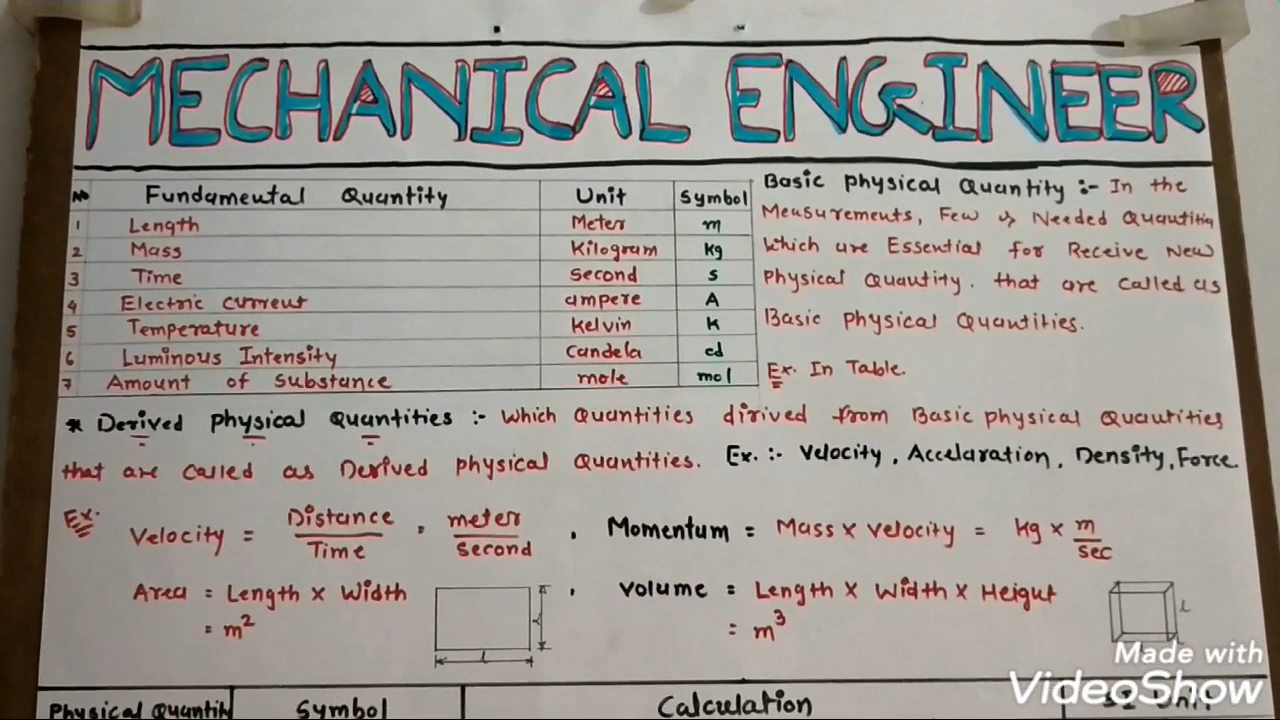 MECHANICAL ENGINEER
No Fundamental Quantity Unit Symbol
1 Length Meter m
2 Mass Kilogram kg
3 Time Second s
4 Electric current ampere A
5 Temperature Kelvin K
6 Luminous Intensity Candela cd
7 Amount of Substance mole mol
Basic Physical Quantity :- In the
Measurements, Few Needed Quantities
Which are Essential for Receive New
Physical Quautity. that are called as
Basic Physical Quantities.
Ex. In Table.
* Derived Physical Quantities :- Which Quantities dirived from Basic physical Quautities
that are called as Derived physical Quantities. Ex. :- Velocity, Accelaration, Density, Force.
Ex.
Velocity = Distance / Time = meter / Second , Momentum = Mass x velocity = kg x m / sec
Area = Length x Width , Volume = Length x Width x Heigut
= m² = m³
l
l
Made with
VideoShow
Physical Quantity Symbol Calculation SI Unit